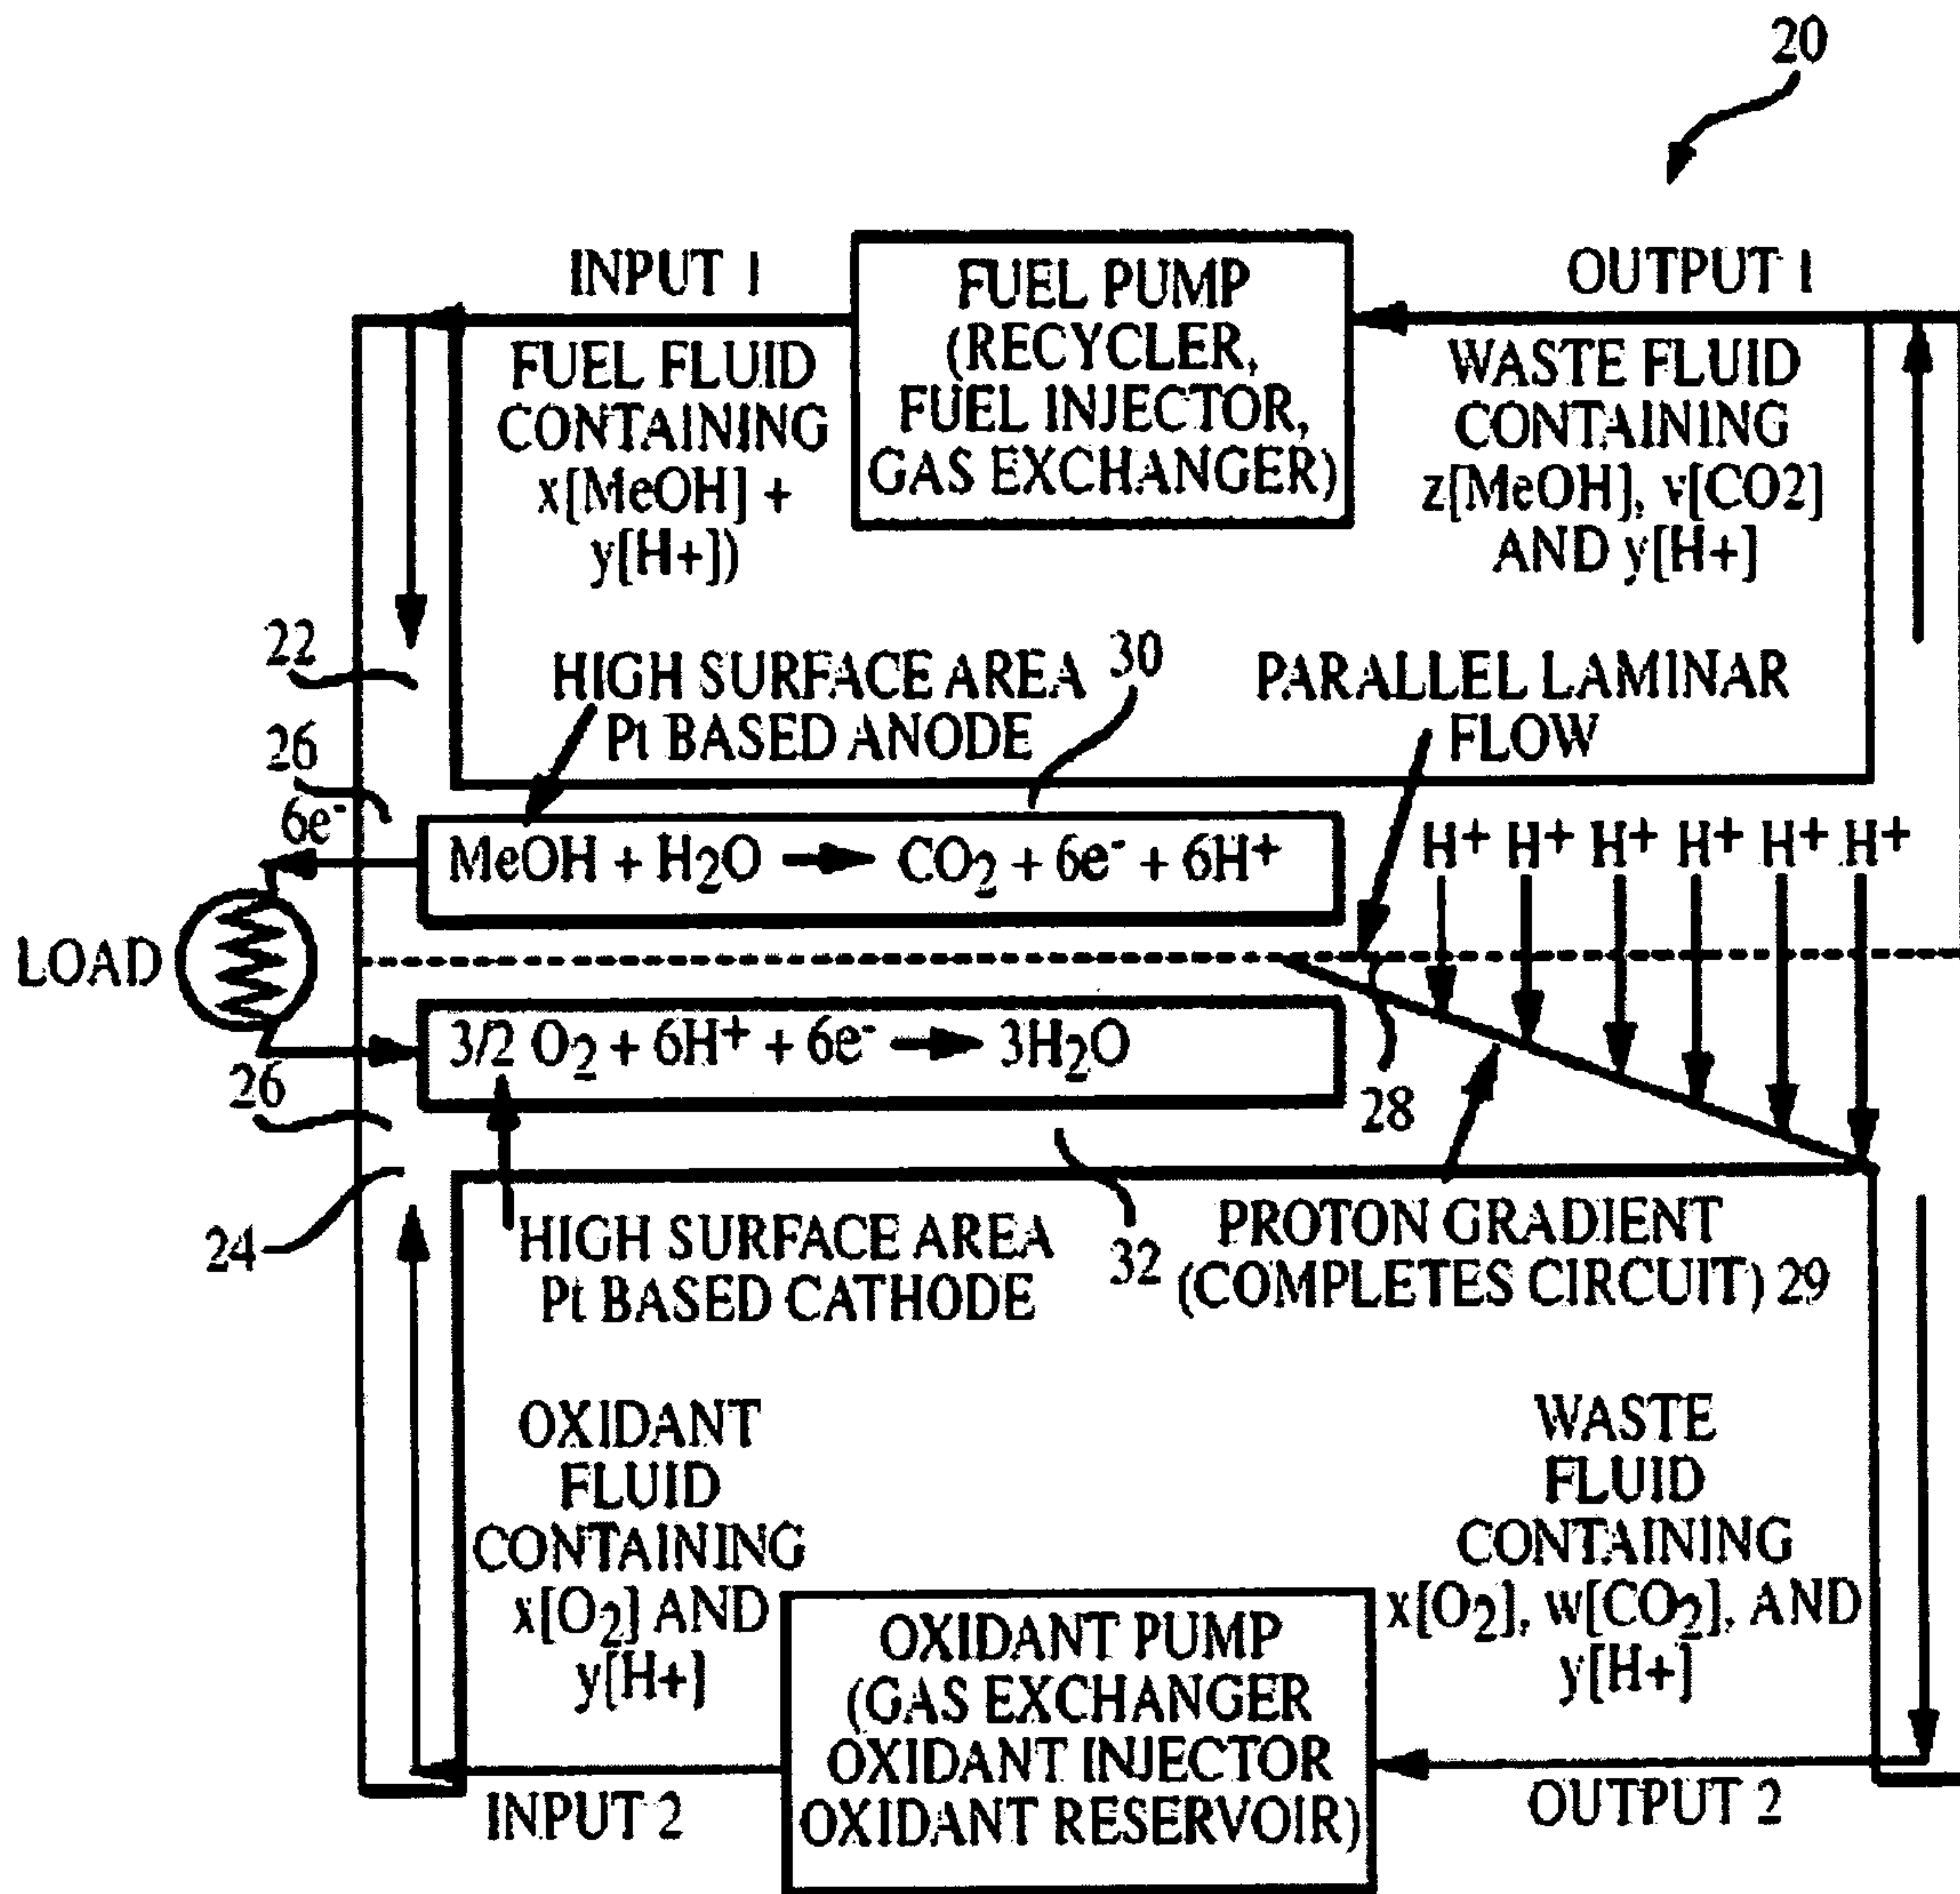 20
INPUT 1
FUEL FLUID
CONTAINING
x[MeOH] +
y[H+])
FUEL PUMP
(RECYCLER,
FUEL INJECTOR,
GAS EXCHANGER)
OUTPUT 1
WASTE FLUID
CONTAINING
z[MeOH], v[CO2]
AND y[H+]
22
HIGH SURFACE AREA
Pt BASED ANODE
30
PARALLEL LAMINAR
FLOW
26
6e⁻
MeOH + H₂O → CO₂ + 6e⁻ + 6H⁺
H⁺ H⁺ H⁺ H⁺ H⁺ H⁺
LOAD
3/2 O₂ + 6H⁺ + 6e⁻ → 3H₂O
26
28
24
HIGH SURFACE AREA
Pt BASED CATHODE
32
PROTON GRADIENT
(COMPLETES CIRCUIT) 29
OXIDANT
FLUID
CONTAINING
x[O₂] AND
y[H+]
WASTE
FLUID
CONTAINING
x[O₂], w[CO₂], AND
y[H+]
OXIDANT PUMP
(GAS EXCHANGER
OXIDANT INJECTOR
OXIDANT RESERVOIR)
INPUT 2
OUTPUT 2